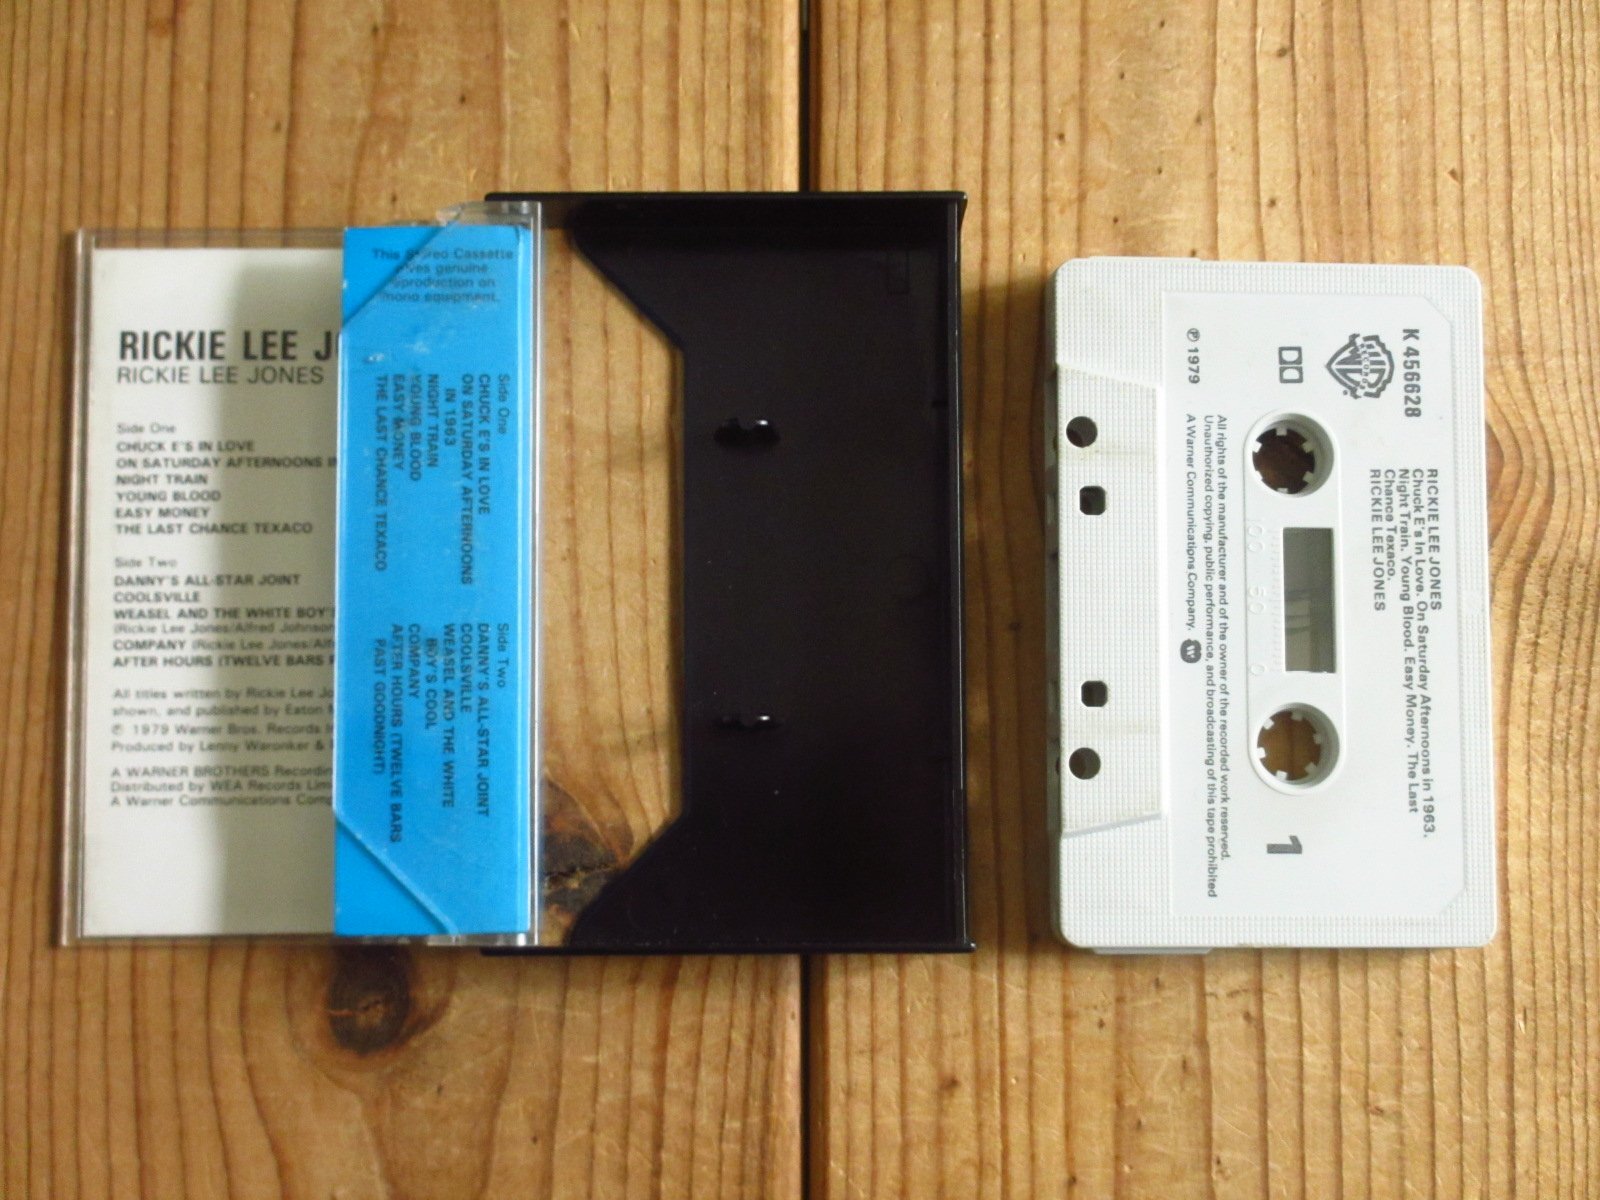 RICKIE LEE
RICKIE LEE JONES
Side One
CHUCK E'S IN LOVE
ON SATURDAY AFTERNOONS
NIGHT TRAIN
YOUNG BLOOD
EASY MONEY
THE LAST CHANCE TEXACO
Side Two
DANNY'S ALL-STAR JOINT
COOLSVILLE
WEASEL AND THE WHITE BOY'
(Rickie Lee Jones/Alfred Johnson
COMPANY (Rickie Lee Jones/
AFTER HOURS (TWELVE BARS
All titles written by Rickie Lee
shown, and published by Eaton
℗ 1979 Warner Bros. Records
Produced by Lenny Waronker &
A WARNER BROTHERS Recording
Distributed by WEA Records
A Warner Communications
This Stereo Cassette
gives genuine
reproduction on
mono equipment.
Side One
CHUCK E'S IN LOVE
ON SATURDAY AFTERNOONS
IN 1963
NIGHT TRAIN
YOUNG BLOOD
EASY MONEY
THE LAST CHANCE TEXACO
Side Two
DANNY'S ALL-STAR JOINT
COOLSVILLE
WEASEL AND THE WHITE
BOY'S COOL
COMPANY
AFTER HOURS (TWELVE BARS
PAST GOODNIGHT)
K 456628
WB
RECORDS
RICKIE LEE JONES
Chuck E's In Love. On Saturday Afternoons in 1963.
Night Train. Young Blood. Easy Money. The Last
Chance Texaco.
RICKIE LEE JONES
1
100 50 0
℗ 1979
All rights of the manufacturer and of the owner of the recorded work reserved.
Unauthorized copying, public performance, and broadcasting of this tape prohibited
A Warner Communications Company.